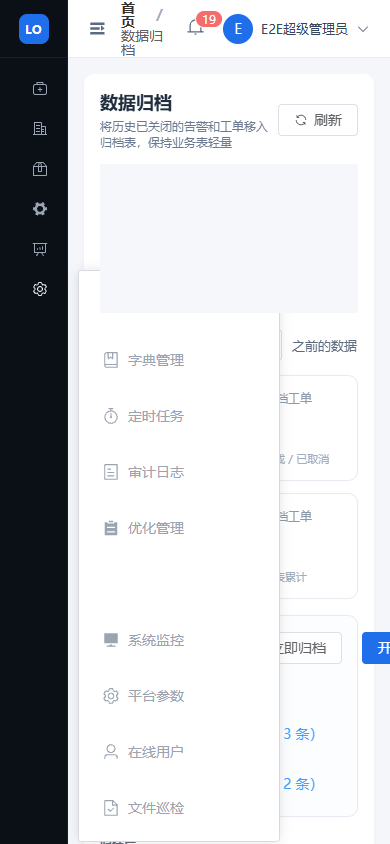 LO
首页
/
数据归档
19
E
E2E超级管理员
数据归档
将历史已关闭的告警和工单移入
归档表，保持业务表轻量
刷新
之前的数据
字典管理
档工单
定时任务
/ 已取消
审计日志
档工单
优化管理
表累计
系统监控
立即归档
开
平台参数
3 条）
在线用户
2 条）
文件巡检